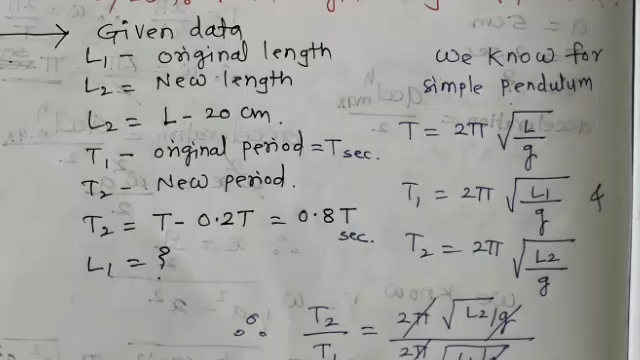 → Given data
L₁ – original length
L₂ = New length
L₂ = L - 20 cm.
T₁ – original period = T sec.
T₂ – New period.
T₂ = T - 0.2T = 0.8T sec.
L₁ = ?
We know for
simple pendulum
T = 2π √(L/g)
T₁ = 2π √(L₁/g) &
T₂ = 2π √(L₂/g)
∴ T₂/T₁ = 2π √L₂/g / 2π √L₁/g